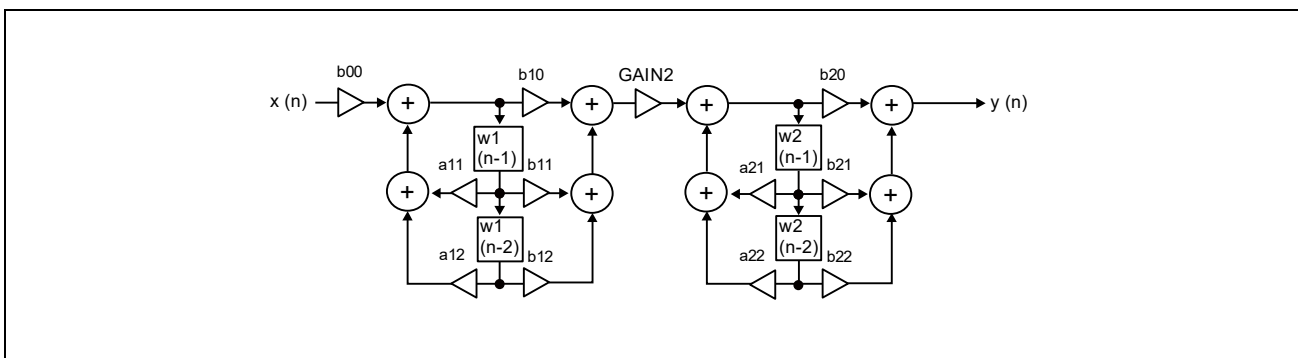 b00 b10 GAIN2 b20
x (n) + + + + y (n)
w1
(n-1)
w2
(n-1)
a11 b11 a21 b21
+ + + +
w1
(n-2)
w2
(n-2)
a12 b12 a22 b22